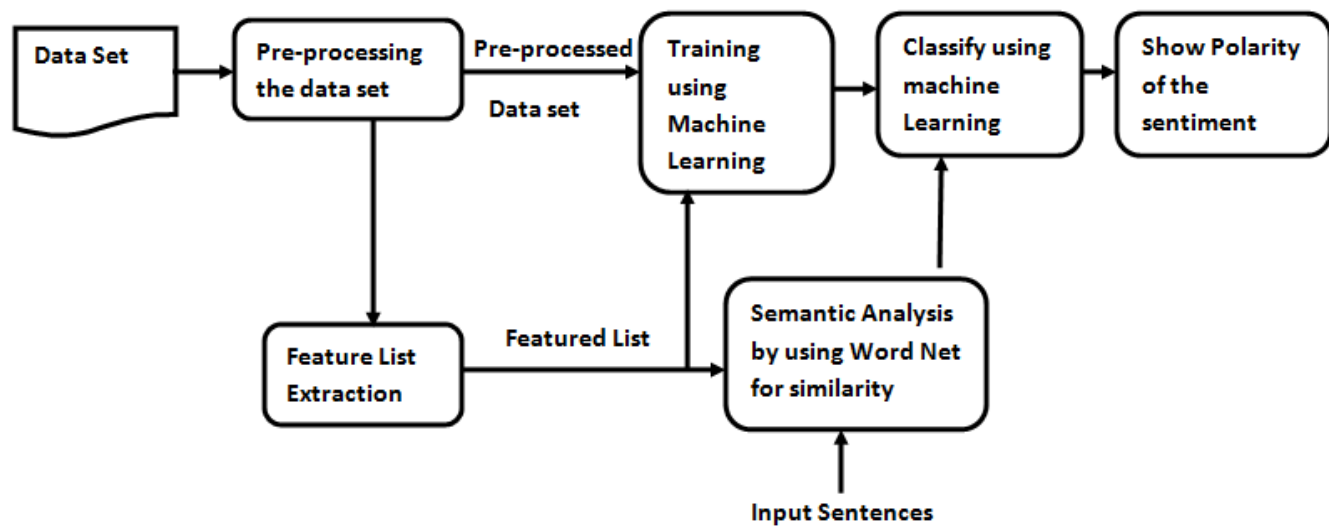 Data Set
Pre-processing
the data set
Pre-processed
Data set
Training
using
Machine
Learning
Classify using
machine
Learning
Show Polarity
of the
sentiment
Feature List
Extraction
Featured List
Semantic Analysis
by using Word Net
for similarity
Input Sentences